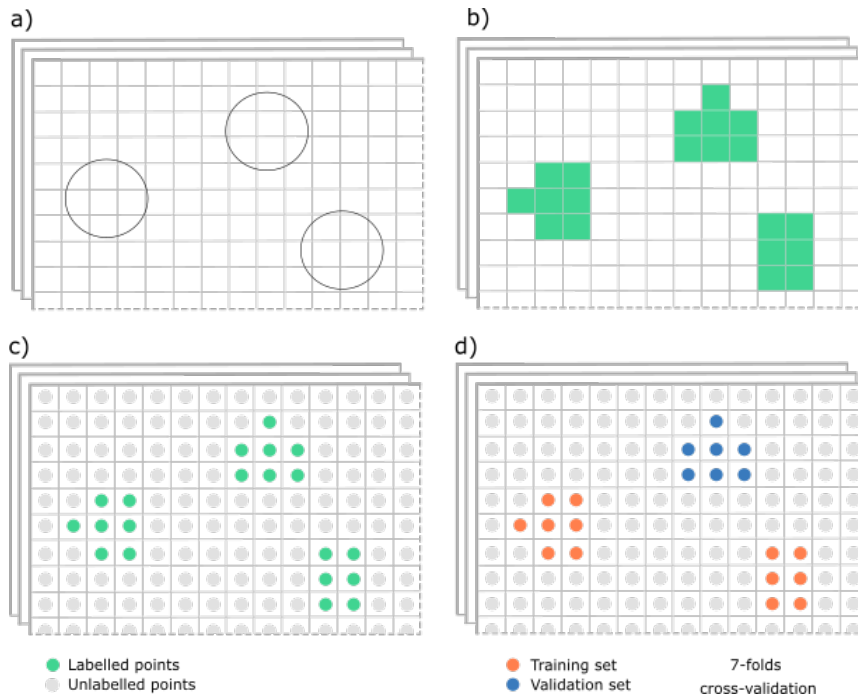 a)
b)
c)
d)
Labelled points
Unlabelled points
Training set
Validation set
7-folds
cross-validation